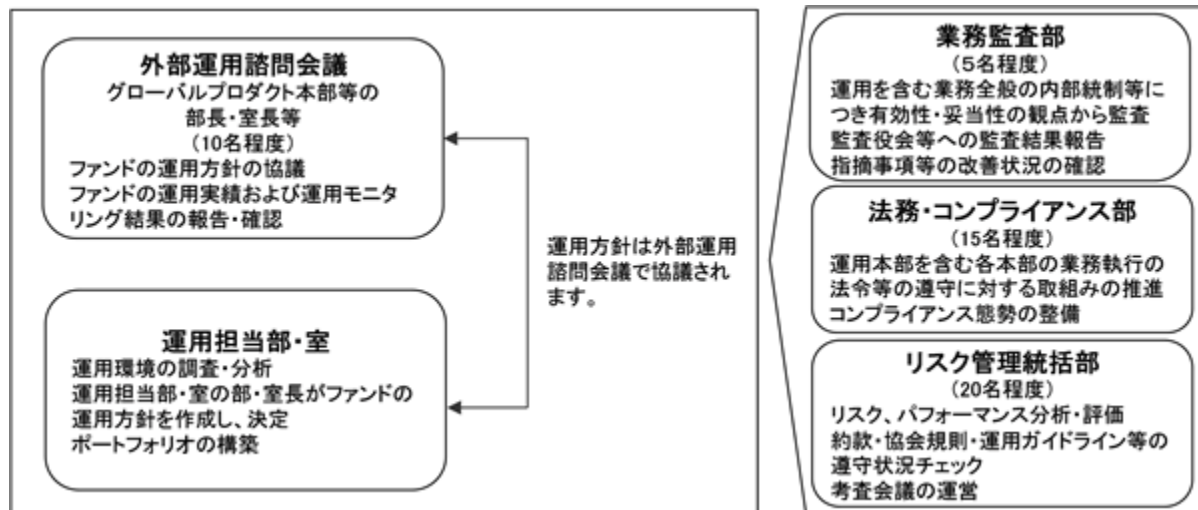 外部運用諮問会議
グローバルプロダクト本部等の
部長・室長等
(10名程度)
ファンドの運用方針の協議
ファンドの運用実績および運用モニタ
リング結果の報告・確認
運用方針は外部運用
諮問会議で協議され
ます。
運用担当部・室
運用環境の調査・分析
運用担当部・室の部・室長がファンドの
運用方針を作成し、決定
ポートフォリオの構築
業務監査部
(5名程度)
運用を含む業務全般の内部統制等に
つき有効性・妥当性の観点から監査
監査役会等への監査結果報告
指摘事項等の改善状況の確認
法務・コンプライアンス部
(15名程度)
運用本部を含む各本部の業務執行の
法令等の遵守に対する取組みの推進
コンプライアンス態勢の整備
リスク管理統括部
(20名程度)
リスク、パフォーマンス分析・評価
約款・協会規則・運用ガイドライン等の
遵守状況チェック
考査会議の運営